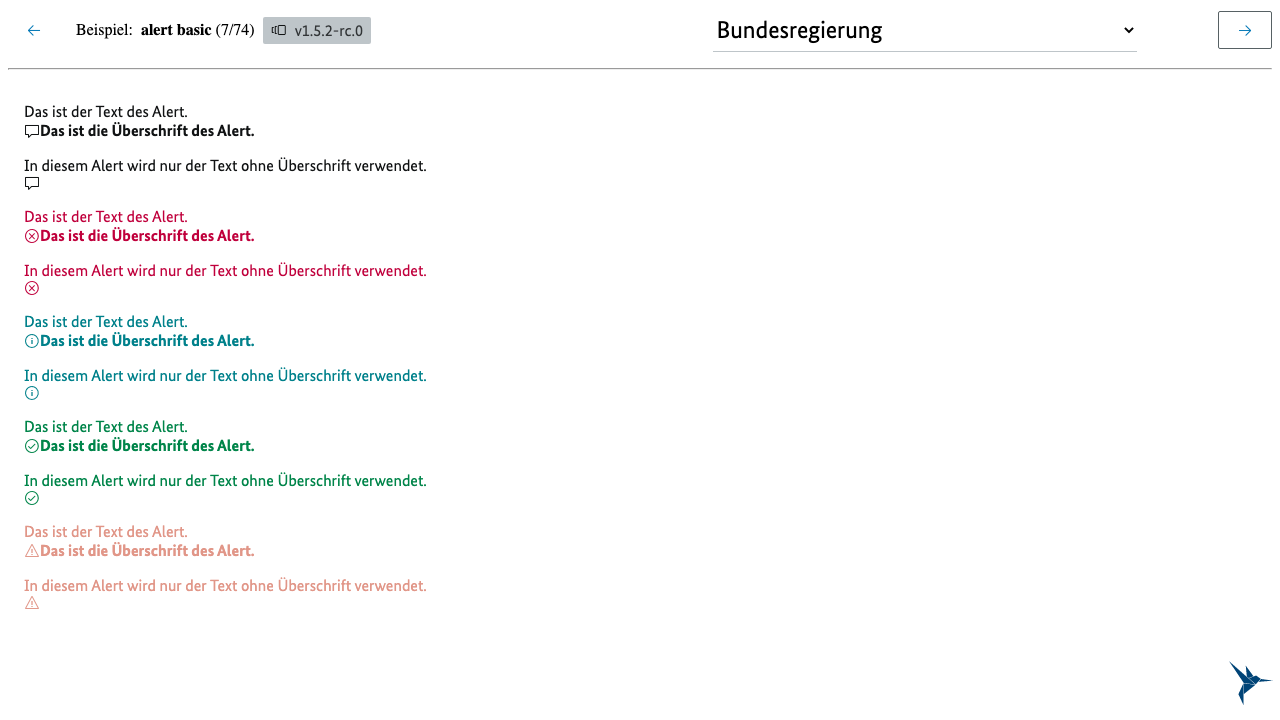 Beispiel: alert basic (7/74) v1.5.2-rc.0 Bundesregierung
Das ist der Text des Alert.
Das ist die Überschrift des Alert.
In diesem Alert wird nur der Text ohne Überschrift verwendet.
Das ist der Text des Alert.
Das ist die Überschrift des Alert.
In diesem Alert wird nur der Text ohne Überschrift verwendet.
Das ist der Text des Alert.
Das ist die Überschrift des Alert.
In diesem Alert wird nur der Text ohne Überschrift verwendet.
Das ist der Text des Alert.
Das ist die Überschrift des Alert.
In diesem Alert wird nur der Text ohne Überschrift verwendet.
Das ist der Text des Alert.
Das ist die Überschrift des Alert.
In diesem Alert wird nur der Text ohne Überschrift verwendet.